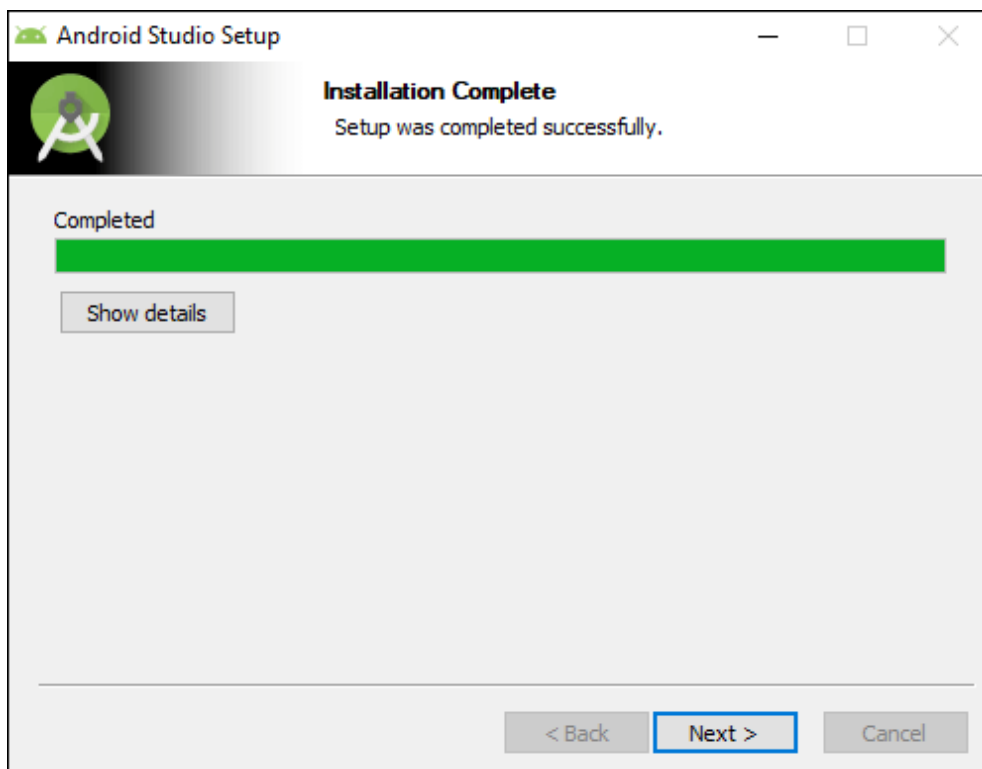 Android Studio Setup
Installation Complete
Setup was completed successfully.
Completed
Show details
< Back
Next >
Cancel